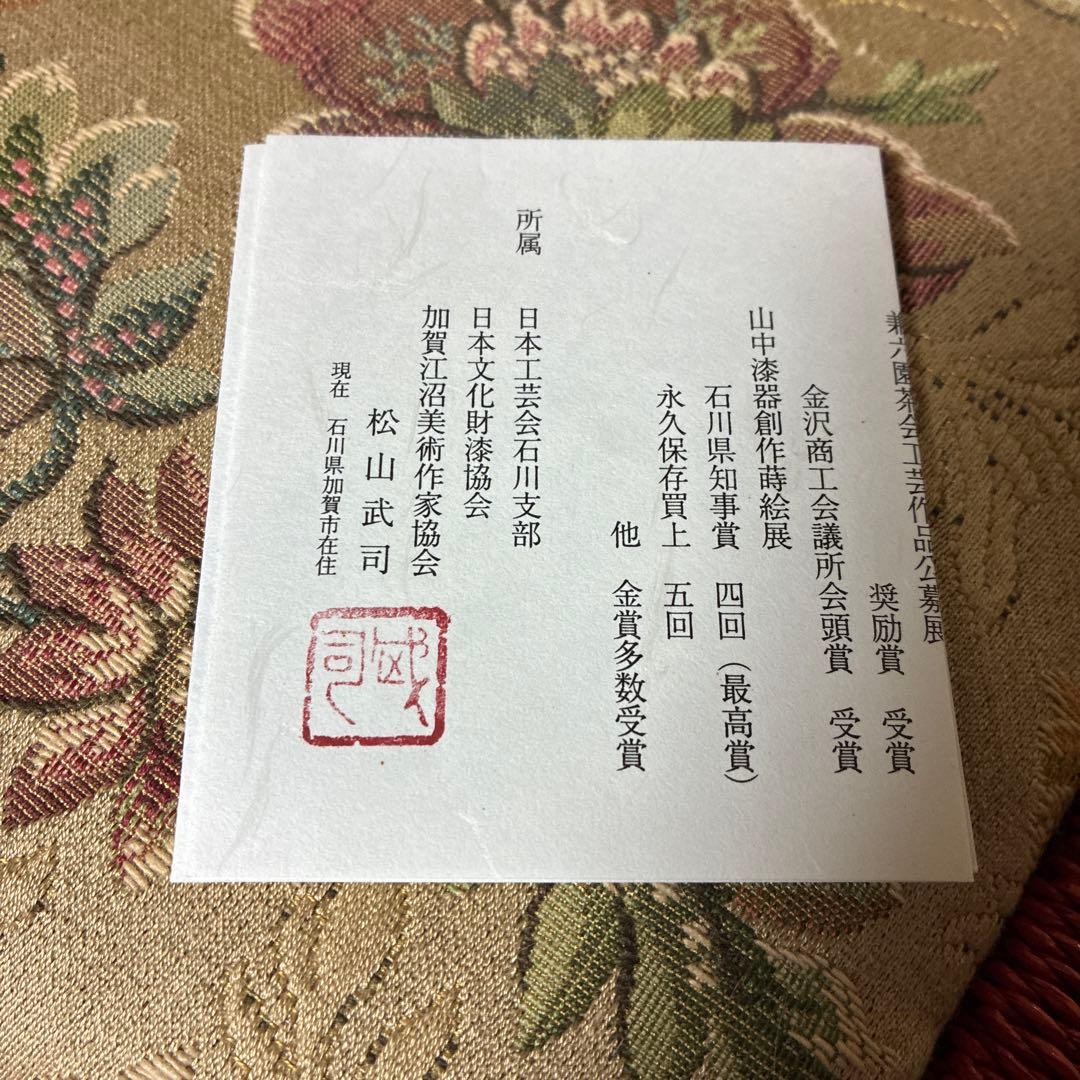 兼六園茶会工芸作品公募展
奨励賞 受賞
金沢商工会議所会頭賞 受賞
山中漆器創作蒔絵展
石川県知事賞 四回（最高賞）
永久保存買上 五回
他 金賞多数受賞
所属 日本工芸会石川支部
日本文化財漆協会
加賀江沼美術作家協会
松山武司
現在 石川県加賀市在住
武司